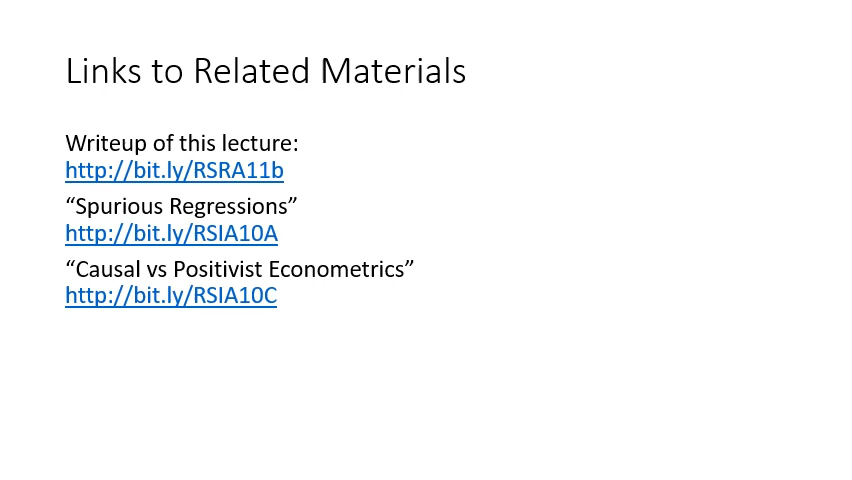 Links to Related Materials
Writeup of this lecture:
http://bit.ly/RSRA11b
“Spurious Regressions”
http://bit.ly/RSIA10A
“Causal vs Positivist Econometrics”
http://bit.ly/RSIA10C